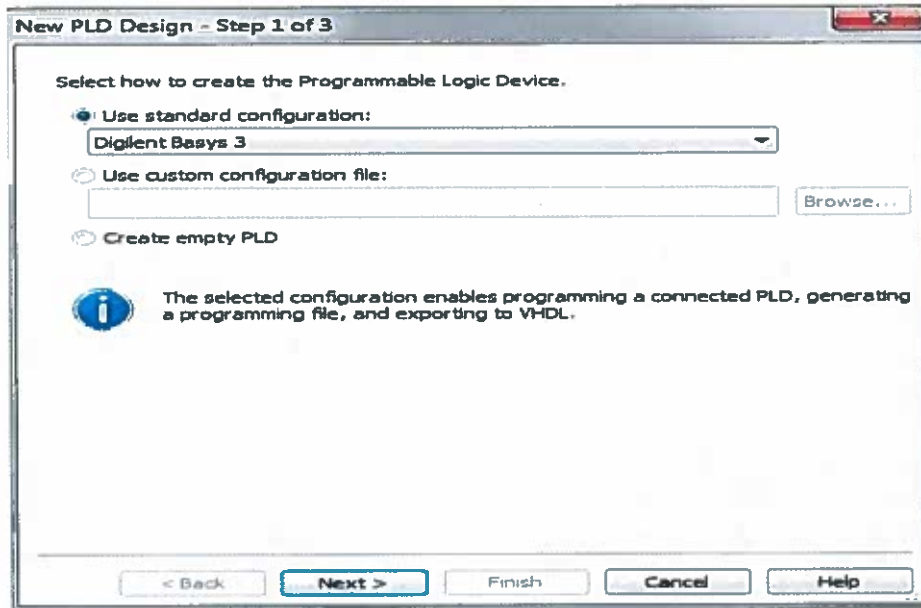 New PLD Design - Step 1 of 3
Select how to create the Programmable Logic Device.
Use standard configuration:
Digilent Basys 3
Use custom configuration file:
Browse...
Create empty PLD
The selected configuration enables programming a connected PLD, generating
a programming file, and exporting to VHDL.
< Back
Next >
Finish
Cancel
Help